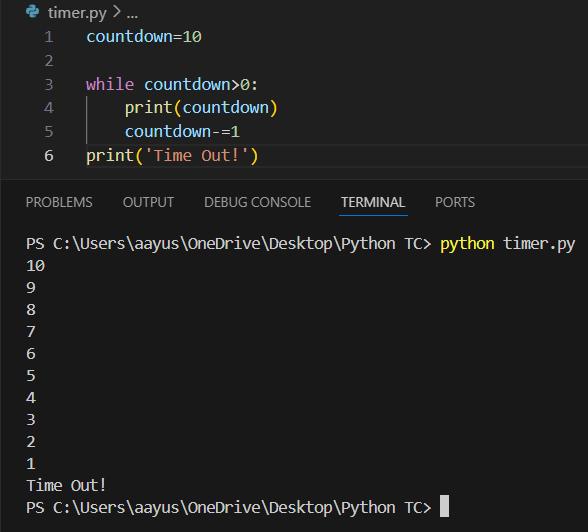 timer.py > ...
1 countdown=10
2
3 while countdown>0:
4     print(countdown)
5     countdown-=1
6 print('Time Out!')
PROBLEMS OUTPUT DEBUG CONSOLE TERMINAL PORTS
PS C:\Users\aayus\OneDrive\Desktop\Python TC> python timer.py
10
9
8
7
6
5
4
3
2
1
Time Out!
PS C:\Users\aayus\OneDrive\Desktop\Python TC>